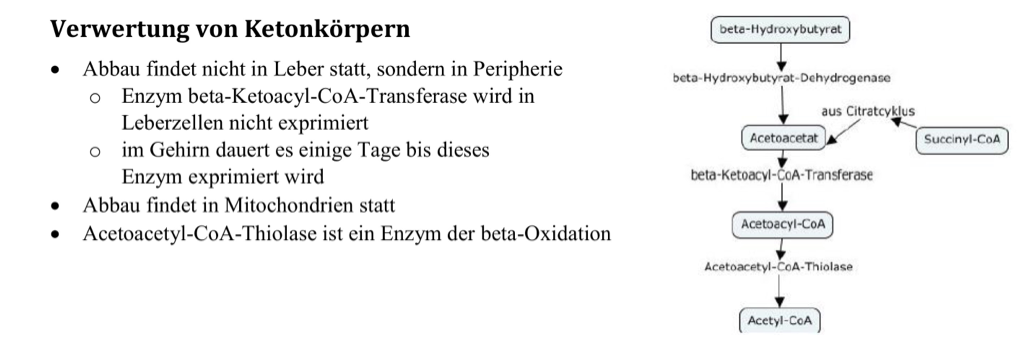 Verwertung von Ketonkörpern
• Abbau findet nicht in Leber statt, sondern in Peripherie
o Enzym beta-Ketoacyl-CoA-Transferase wird in
Leberzellen nicht exprimiert
o im Gehirn dauert es einige Tage bis dieses
Enzym exprimiert wird
• Abbau findet in Mitochondrien statt
• Acetoacetyl-CoA-Thiolase ist ein Enzym der beta-Oxidation
beta-Hydroxybutyrat
beta-Hydroxybutyrat-Dehydrogenase
aus Citratcyklus
Acetoacetat
Succinyl-CoA
beta-Ketoacyl-CoA-Transferase
Acetoacyl-CoA
Acetoacetyl-CoA-Thiolase
Acetyl-CoA